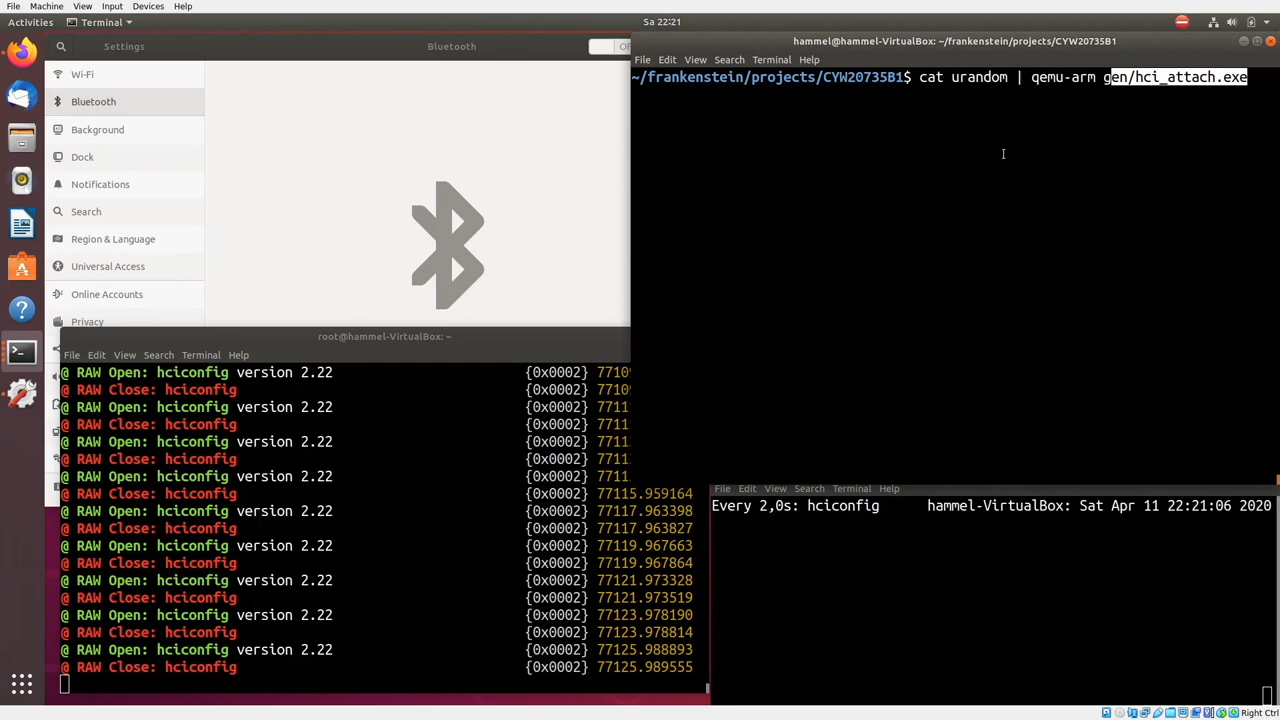 File Machine View Input Devices Help
Activities Terminal Sa 22:21
Settings Bluetooth
Wi-Fi
Bluetooth
Background
Dock
Notifications
Search
Region & Language
Universal Access
Online Accounts
Privacy
hammel@hammel-VirtualBox: ~/frankenstein/projects/CYW20735B1
File Edit View Search Terminal Help
~/frankenstein/projects/CYW20735B1$ cat urandom | qemu-arm gen/hci_attach.exe
root@hammel-VirtualBox: ~
File Edit View Search Terminal Help
@ RAW Open: hciconfig version 2.22 {0x0002} 7710
@ RAW Close: hciconfig {0x0002} 7710
@ RAW Open: hciconfig version 2.22 {0x0002} 7711
@ RAW Close: hciconfig {0x0002} 7711
@ RAW Open: hciconfig version 2.22 {0x0002} 7711
@ RAW Close: hciconfig {0x0002} 7711
@ RAW Open: hciconfig version 2.22 {0x0002} 7711
@ RAW Close: hciconfig {0x0002} 77115.959164
@ RAW Open: hciconfig version 2.22 {0x0002} 77117.963398
@ RAW Close: hciconfig {0x0002} 77117.963827
@ RAW Open: hciconfig version 2.22 {0x0002} 77119.967663
@ RAW Close: hciconfig {0x0002} 77119.967864
@ RAW Open: hciconfig version 2.22 {0x0002} 77121.973328
@ RAW Close: hciconfig {0x0002} 77121.973519
@ RAW Open: hciconfig version 2.22 {0x0002} 77123.978190
@ RAW Close: hciconfig {0x0002} 77123.978814
@ RAW Open: hciconfig version 2.22 {0x0002} 77125.988893
@ RAW Close: hciconfig {0x0002} 77125.989555
File Edit View Search Terminal Help
Every 2,0s: hciconfig hammel-VirtualBox: Sat Apr 11 22:21:06 2020
Right Ctrl